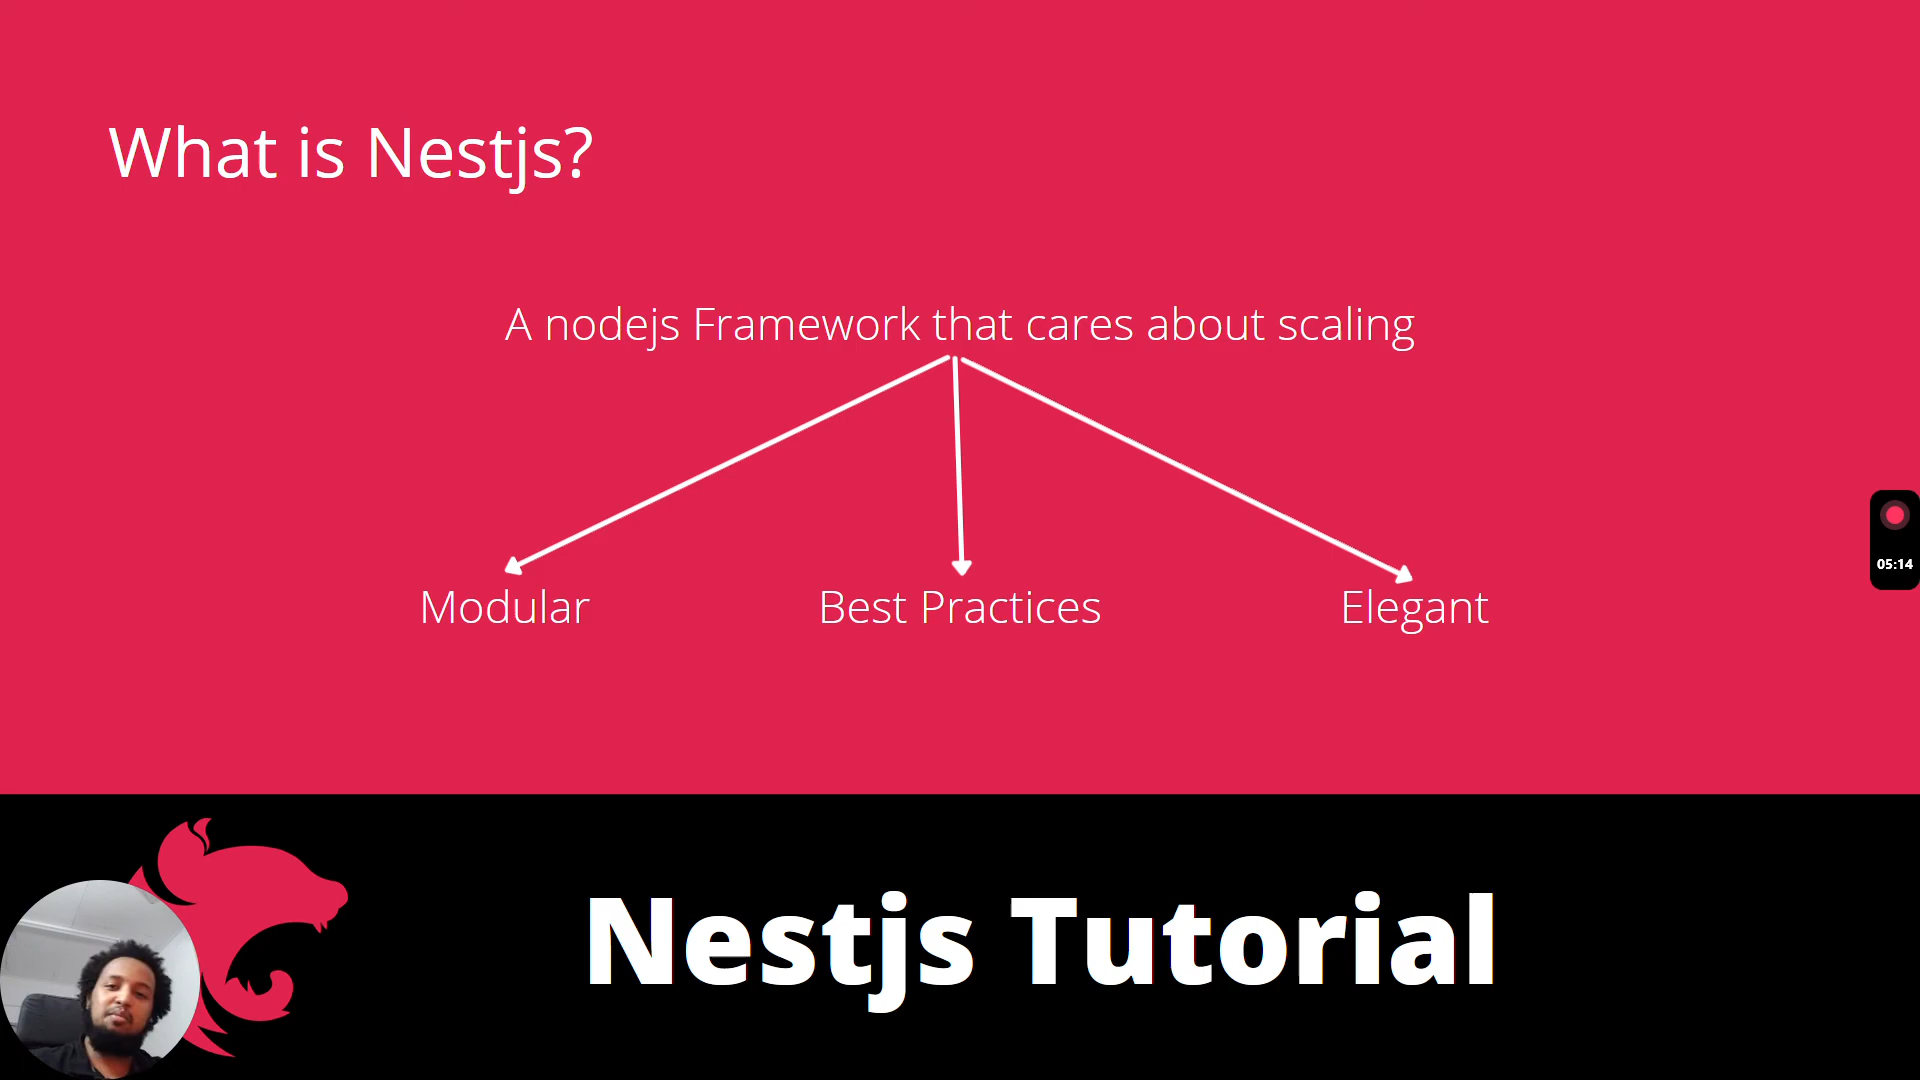 What is Nestjs?
A nodejs Framework that cares about scaling
Modular
Best Practices
Elegant
05:14
Nestjs Tutorial